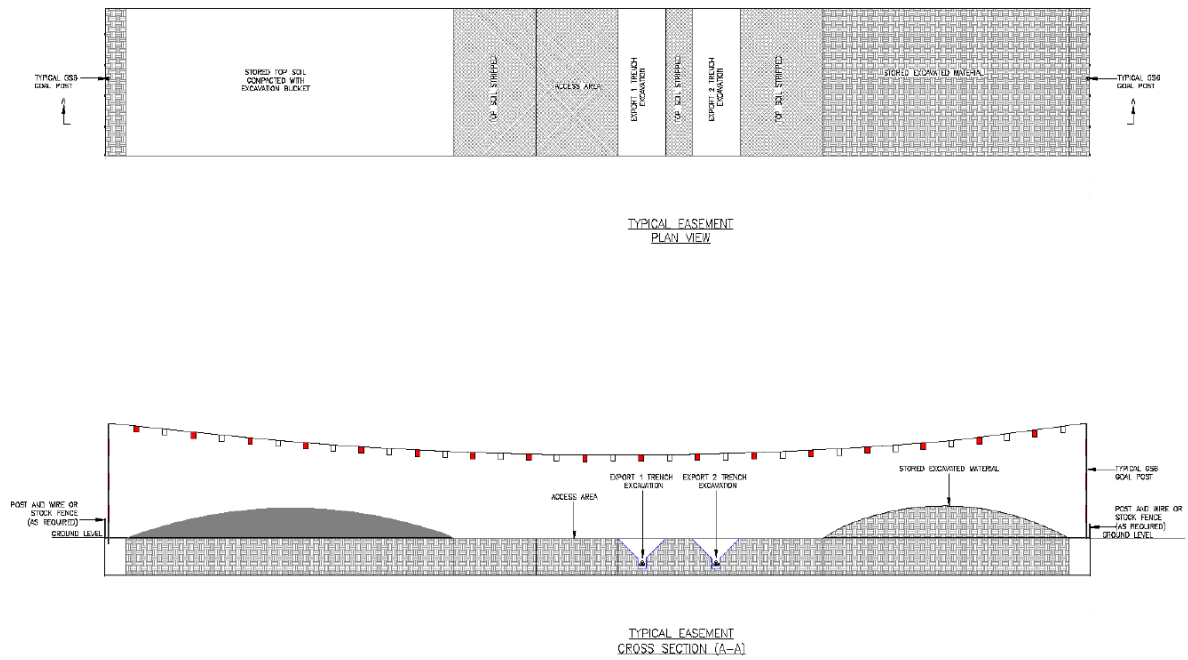 TYPICAL GS6
GOAL POST
A
STORED TOP SOIL
COMPACTED WITH
EXCAVATION BUCKET
TOP SOIL STRIPPED
ACCESS AREA
EXPORT 1 TRENCH
EXCAVATION
TOP SOIL STRIPPED
EXPORT 2 TRENCH
EXCAVATION
TOP SOIL STRIPPED
STORED EXCAVATED MATERIAL
TYPICAL GS6
GOAL POST
A
TYPICAL EASEMENT
PLAN VIEW
POST AND WIRE OR
STOCK FENCE
(AS REQUIRED)
GROUND LEVEL
ACCESS AREA
EXPORT 1 TRENCH
EXCAVATION
EXPORT 2 TRENCH
EXCAVATION
STORED EXCAVATED MATERIAL
TYPICAL GS6
GOAL POST
POST AND WIRE OR
STOCK FENCE
(AS REQUIRED)
GROUND LEVEL
TYPICAL EASEMENT
CROSS SECTION (A-A)